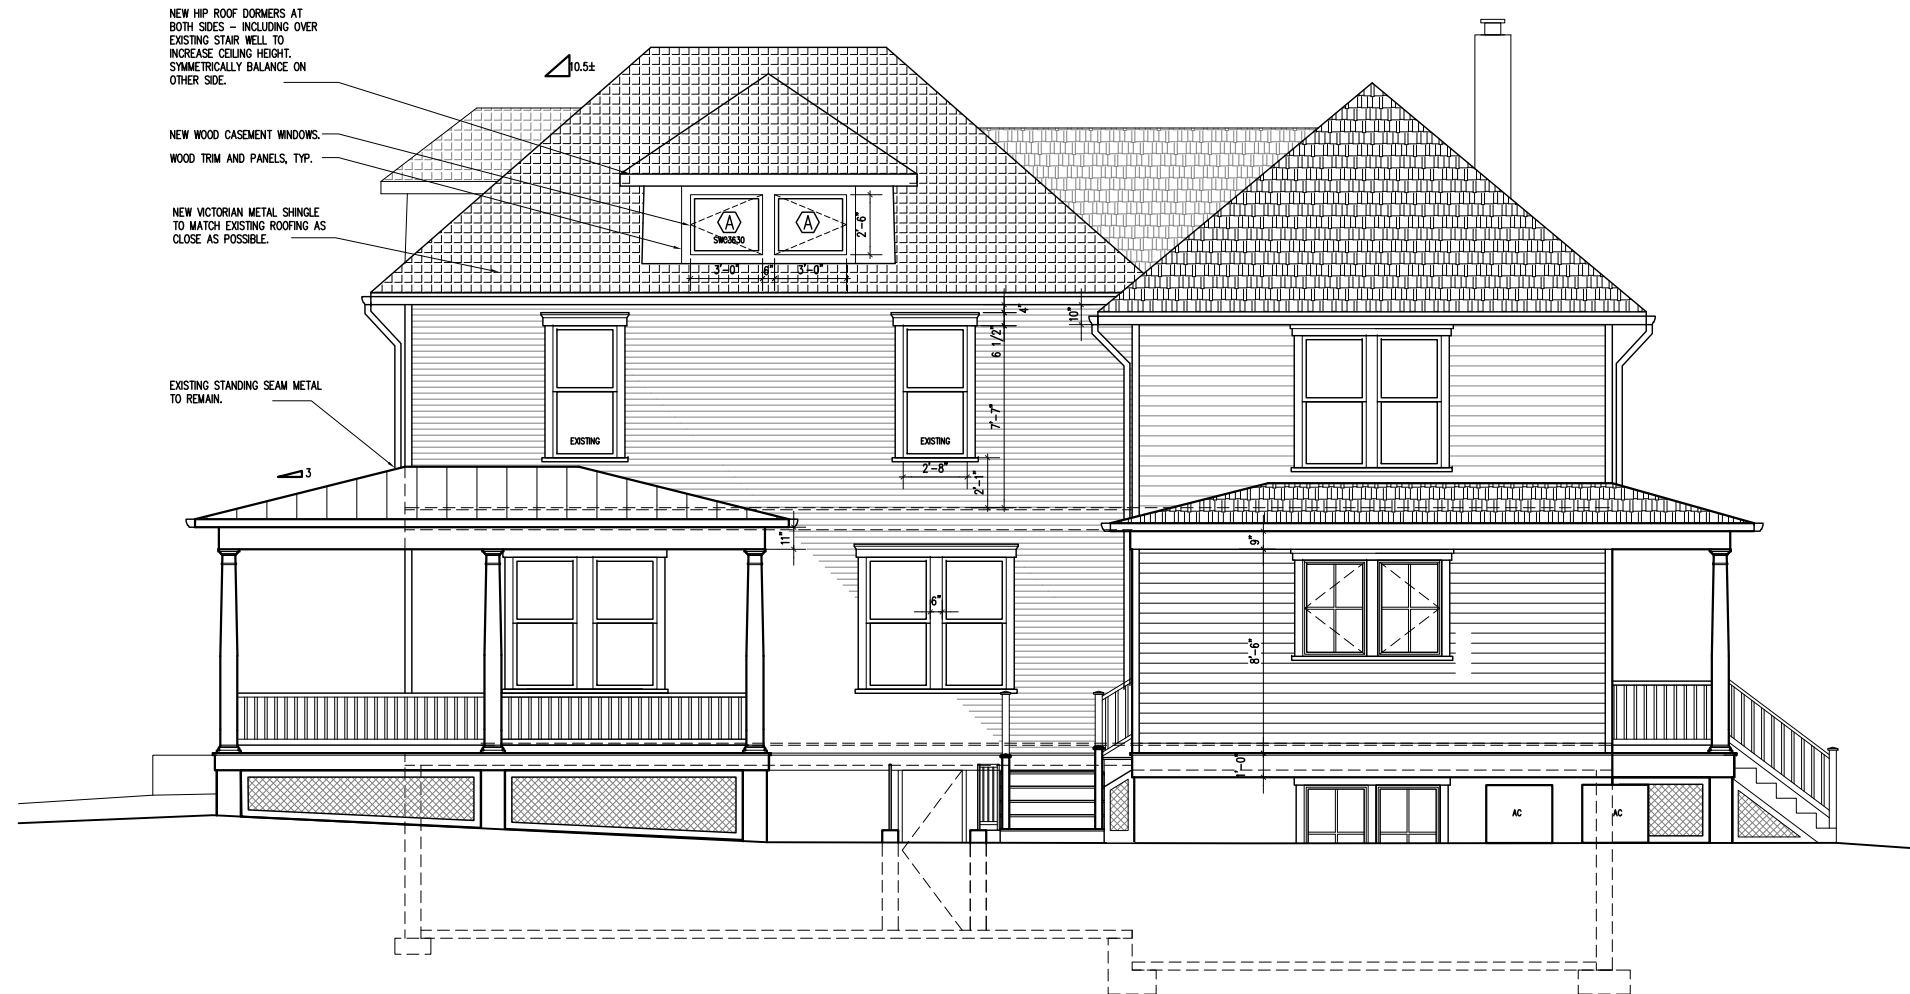 NEW HIP ROOF DORMERS AT
BOTH SIDES – INCLUDING OVER
EXISTING STAIR WELL TO
INCREASE CEILING HEIGHT.
SYMMETRICALLY BALANCE ON
OTHER SIDE.
10.5±
NEW WOOD CASEMENT WINDOWS.
WOOD TRIM AND PANELS, TYP.
NEW VICTORIAN METAL SHINGLE
TO MATCH EXISTING ROOFING AS
CLOSE AS POSSIBLE.
A
SWC3630
A
2'-6"
3'-0"
6"
3'-0"
4"
10"
6 1/2"
EXISTING STANDING SEAM METAL
TO REMAIN.
7'-7"
EXISTING
EXISTING
2'-8"
2'-1"
3
11"
9"
6"
8'-6"
1'-0"
AC
AC